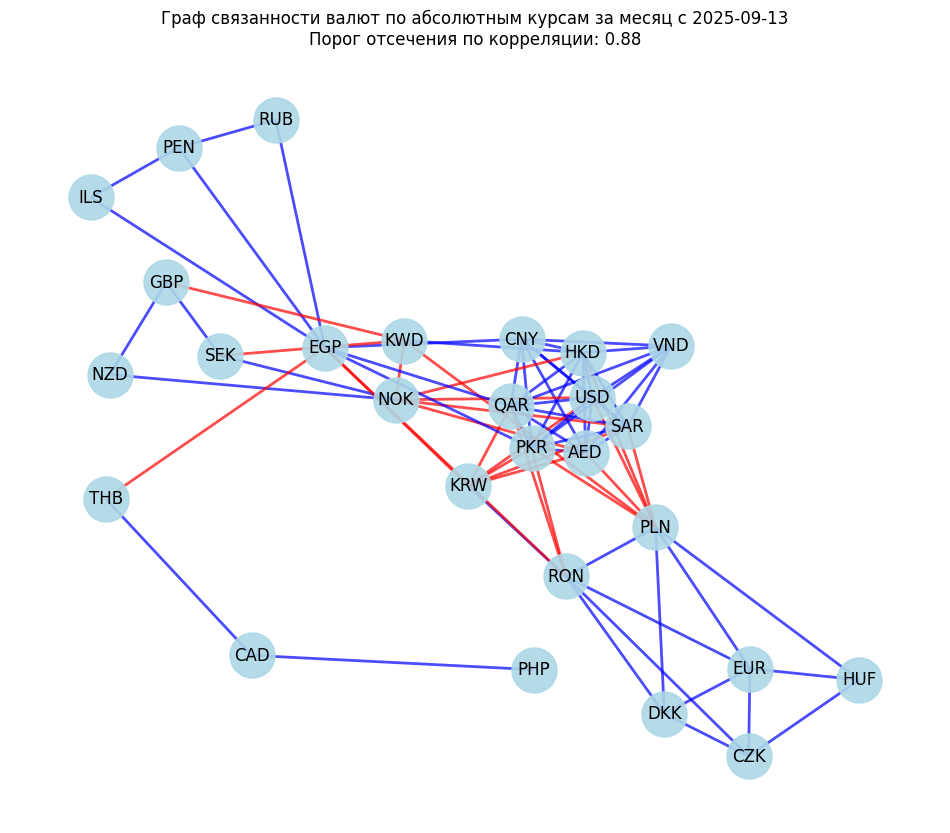 Граф связанности валют по абсолютным курсам за месяц с 2025-09-13
Порог отсечения по корреляции: 0.88
RUB
PEN
ILS
GBP
KWD
CNY
HKD
VND
SEK
EGP
NZD
NOK
QAR
USD
SAR
PKR
AED
KRW
THB
PLN
RON
CAD
PHP
EUR
HUF
DKK
CZK